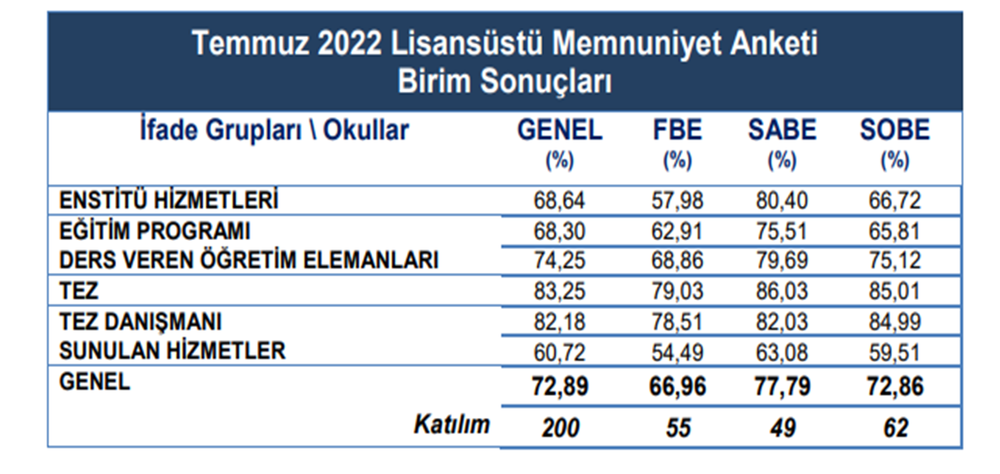 Temmuz 2022 Lisansüstü Memnuniyet Anketi
Birim Sonuçları
İfade Grupları \ Okullar GENEL FBE SABE SOBE
(%) (%) (%) (%)
ENSTİTÜ HİZMETLERİ 68,64 57,98 80,40 66,72
EĞİTİM PROGRAMI 68,30 62,91 75,51 65,81
DERS VEREN ÖĞRETİM ELEMANLARI 74,25 68,86 79,69 75,12
TEZ 83,25 79,03 86,03 85,01
TEZ DANIŞMANI 82,18 78,51 82,03 84,99
SUNULAN HİZMETLER 60,72 54,49 63,08 59,51
GENEL 72,89 66,96 77,79 72,86
Katılım 200 55 49 62